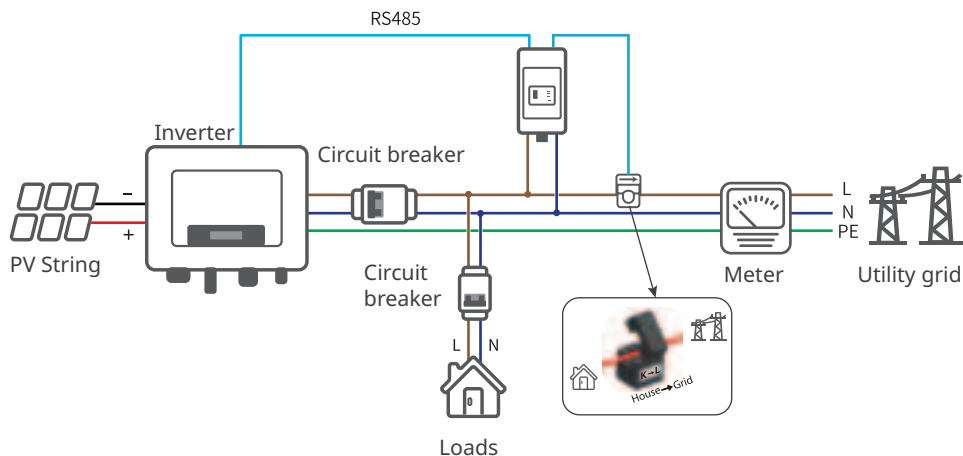 RS485
Inverter
Circuit breaker
−
+
PV String
L
N
PE
Circuit
breaker
Meter
Utility grid
L
N
K→L
House→Grid
Loads